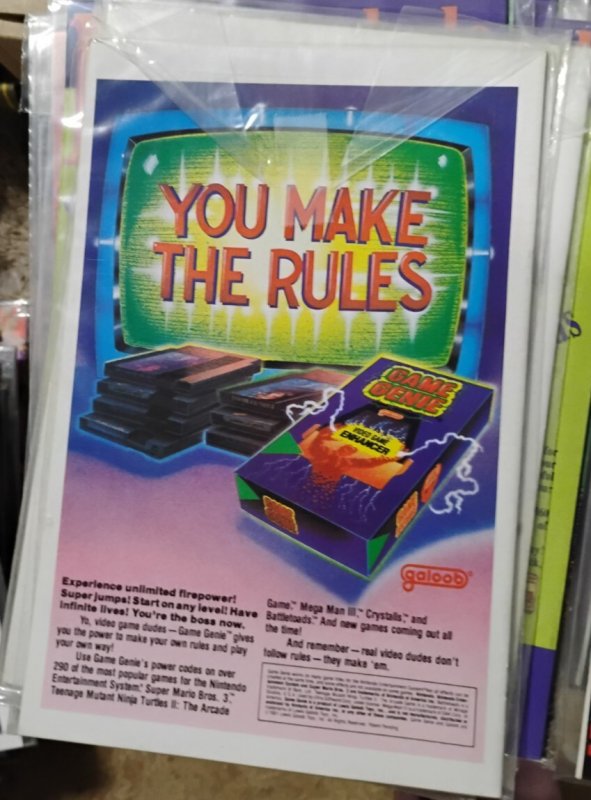 YOU MAKE
THE RULES
GAME
GENIE
VIDEO GAME
ENHANCER
galoob®
Experience unlimited firepower!
Super jumps! Start on any level! Have
infinite lives! You're the boss now.
Yo, video game dudes — Game Genie™ gives
you the power to make your own rules and play
your own way!
Use Game Genie's power codes on over
290 of the most popular games for the Nintendo
Entertainment System,® Super Mario Bros. 3,™
Teenage Mutant Ninja Turtles II: The Arcade
Game,™ Mega Man III,™ Crystalis,™ and
Battletoads.™ And new games coming out all
the time!
And remember — real video dudes don't
follow rules — they make 'em.